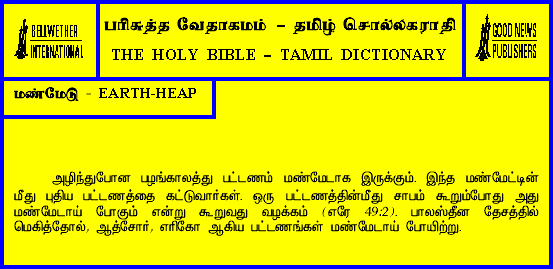 BELLWETHER
INTERNATIONAL
பரிசுத்த வேதாகமம் – தமிழ் சொல்லகராதி
THE HOLY BIBLE – TAMIL DICTIONARY
GOOD NEWS
PUBLISHERS
மண்மேடு - EARTH-HEAP
அழிந்துபோன பழங்காலத்து பட்டணம் மண்மேடாக இருக்கும். இந்த மண்மேட்டின்
மீது புதிய பட்டணத்தை கட்டுவார்கள். ஒரு பட்டணத்தின்மீது சாபம் கூறும்போது அது
மண்மேடாய் போகும் என்று கூறுவது வழக்கம் (எரே 49:2). பாலஸ்தீன தேசத்தில்
மெகித்தோல், ஆத்சோர், எரிகோ ஆகிய பட்டணங்கள் மண்மேடாய் போயிற்று.